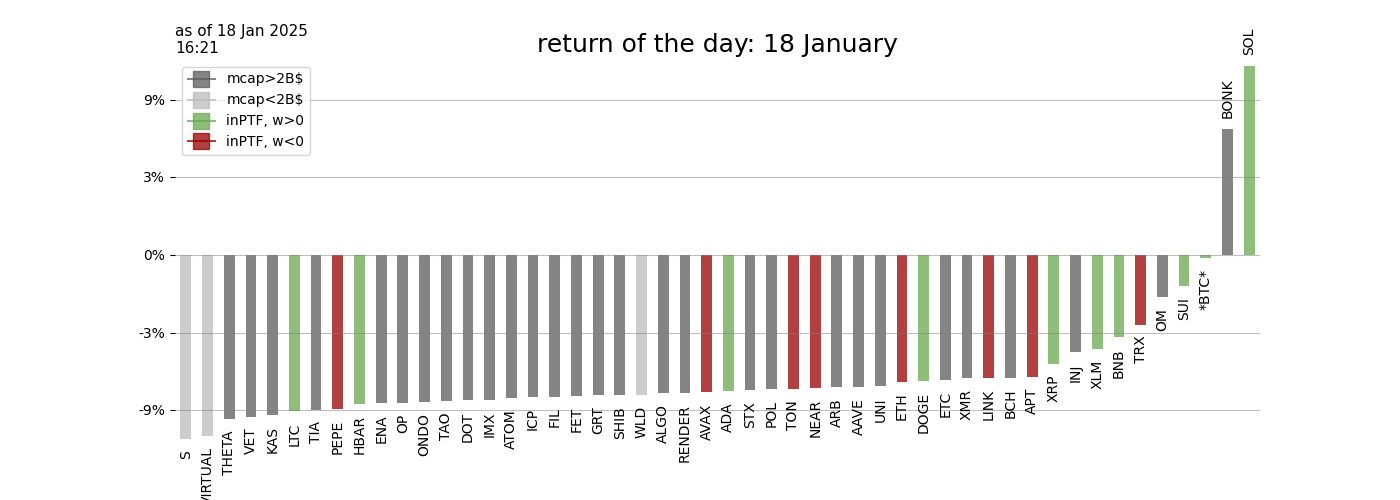 as of 18 Jan 2025
16:21
return of the day: 18 January
mcap>2B$
mcap<2B$
inPTF, w>0
inPTF, w<0
9%
3%
0%
-3%
-9%
S
VIRTUAL
THETA
VET
KAS
LTC
TIA
PEPE
HBAR
ENA
OP
ONDO
TAO
DOT
IMX
ATOM
ICP
FIL
FET
GRT
SHIB
WLD
ALGO
RENDER
AVAX
ADA
STX
POL
TON
NEAR
ARB
AAVE
UNI
ETH
DOGE
ETC
XMR
LINK
BCH
APT
XRP
INJ
XLM
BNB
TRX
OM
SUI
*BTC*
BONK
SOL